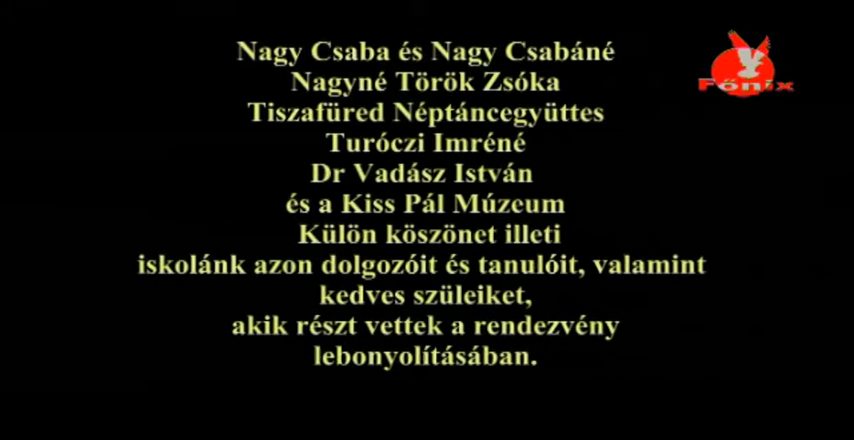 Nagy Csaba és Nagy Csabáné
Nagyné Török Zsóka
Tiszafüred Néptáncegyüttes
Turóczi Imréné
Dr Vadász István
és a Kiss Pál Múzeum
Külön köszönet illeti
iskolánk azon dolgozóit és tanulóit, valamint
kedves szüleiket,
akik részt vettek a rendezvény
lebonyolításában.
Főnix